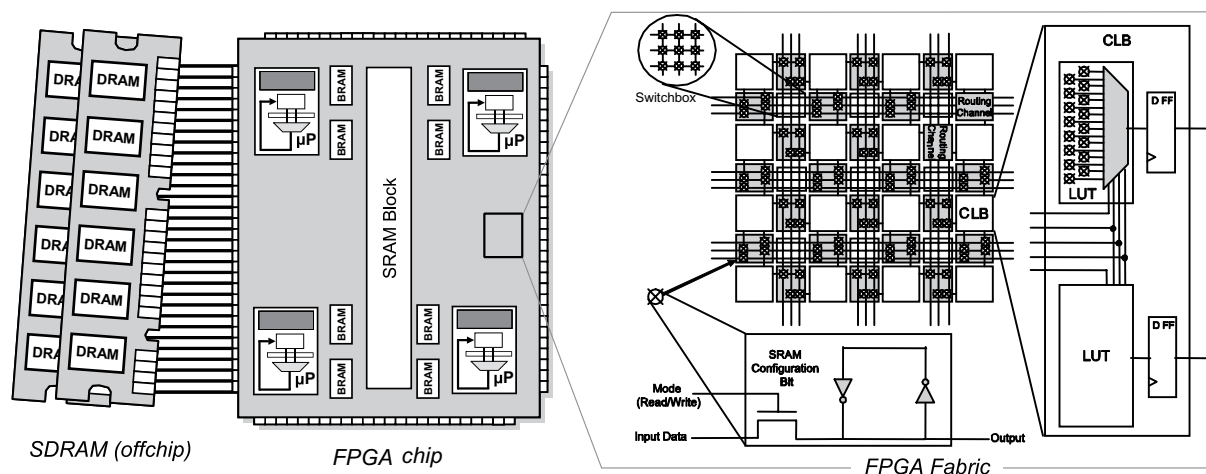 DRAM
DRAM
DRAM
DRAM
DRAM
DRAM
DRAM
DRAM
DRAM
DRAM
SDRAM (offchip)
µP
BRAM
BRAM
BRAM
BRAM
µP
SRAM Block
µP
BRAM
BRAM
BRAM
BRAM
µP
FPGA chip
Switchbox
Routing
Channel
Routing
Channel
CLB
SRAM
Configuration
Bit
Mode
(Read/Write)
Input Data
Output
CLB
LUT
D FF
LUT
D FF
FPGA Fabric